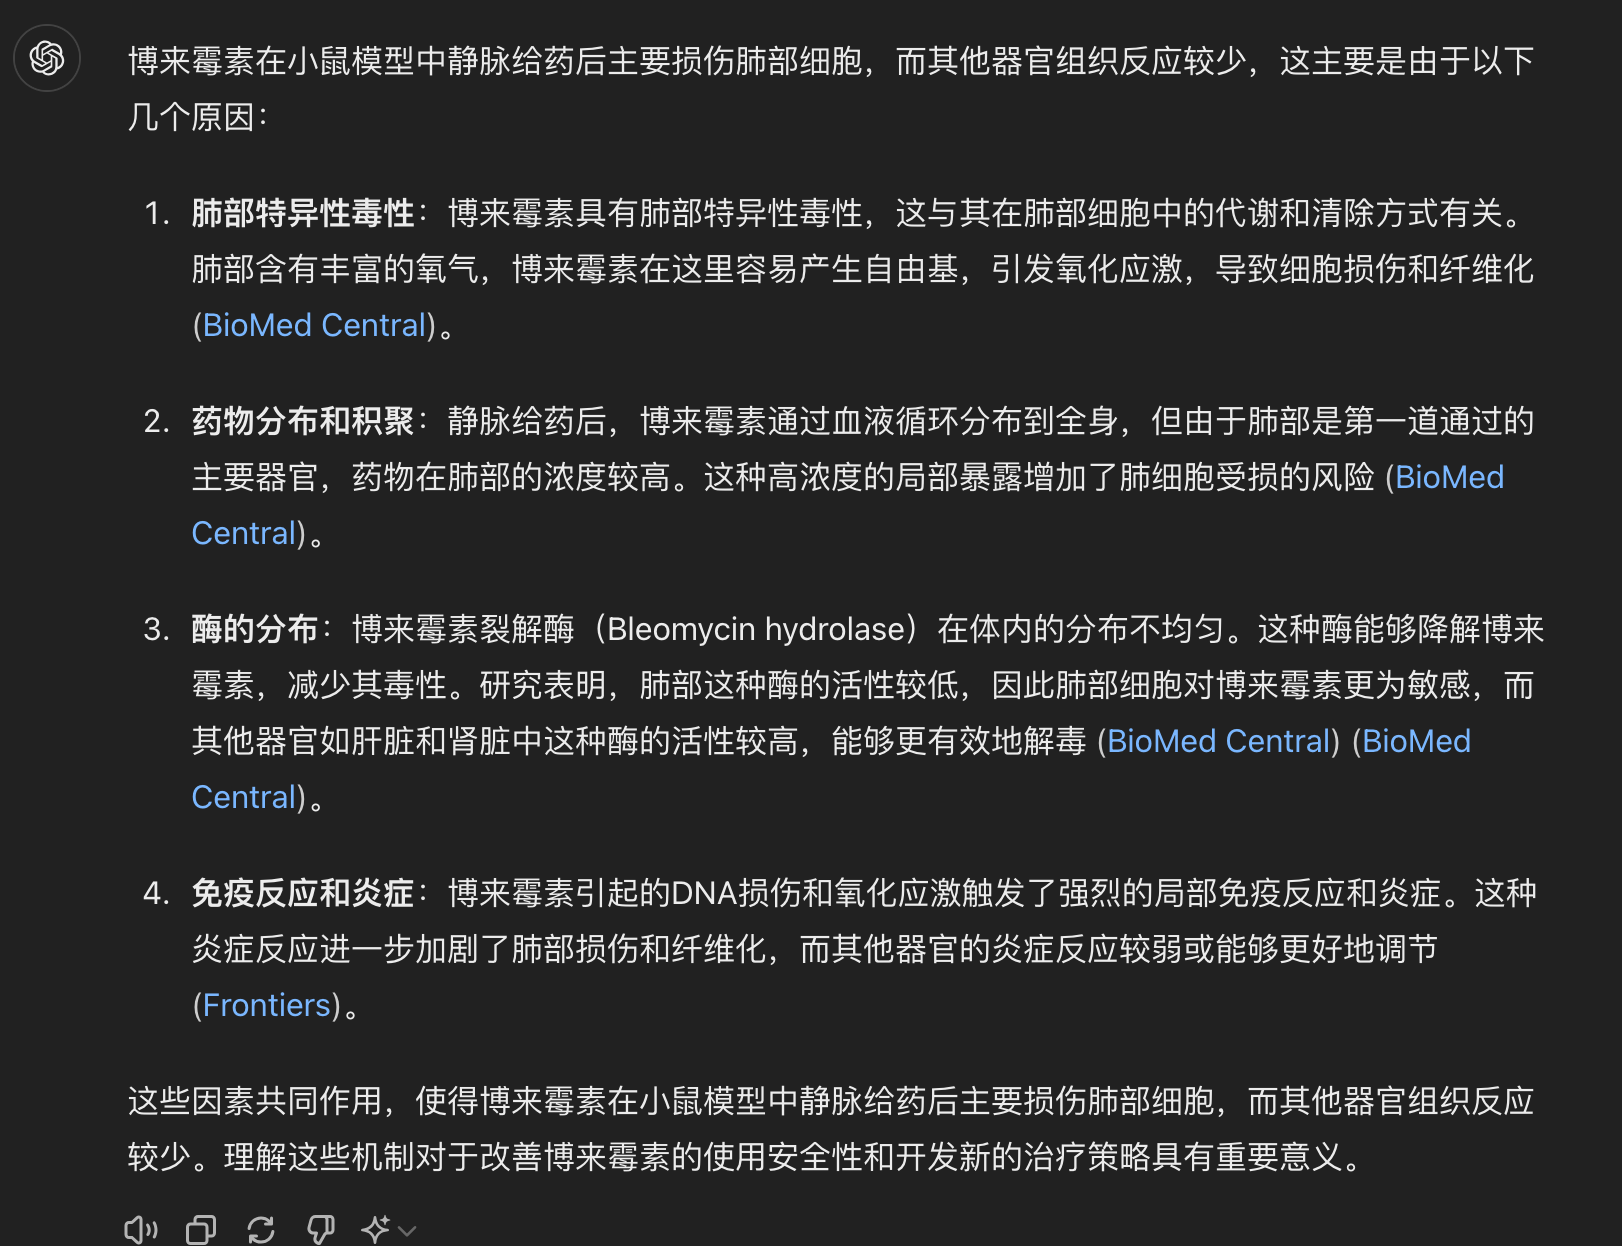 博来霉素在小鼠模型中静脉给药后主要损伤肺部细胞，而其他器官组织反应较少，这主要是由于以下
几个原因：
1. 肺部特异性毒性：博来霉素具有肺部特异性毒性，这与其在肺部细胞中的代谢和清除方式有关。
肺部含有丰富的氧气，博来霉素在这里容易产生自由基，引发氧化应激，导致细胞损伤和纤维化
(BioMed Central)。
2. 药物分布和积聚：静脉给药后，博来霉素通过血液循环分布到全身，但由于肺部是第一道通过的
主要器官，药物在肺部的浓度较高。这种高浓度的局部暴露增加了肺细胞受损的风险 (BioMed
Central)。
3. 酶的分布：博来霉素裂解酶（Bleomycin hydrolase）在体内的分布不均匀。这种酶能够降解博来
霉素，减少其毒性。研究表明，肺部这种酶的活性较低，因此肺部细胞对博来霉素更为敏感，而
其他器官如肝脏和肾脏中这种酶的活性较高，能够更有效地解毒 (BioMed Central) (BioMed
Central)。
4. 免疫反应和炎症：博来霉素引起的DNA损伤和氧化应激触发了强烈的局部免疫反应和炎症。这种
炎症反应进一步加剧了肺部损伤和纤维化，而其他器官的炎症反应较弱或能够更好地调节
(Frontiers)。
这些因素共同作用，使得博来霉素在小鼠模型中静脉给药后主要损伤肺部细胞，而其他器官组织反应
较少。理解这些机制对于改善博来霉素的使用安全性和开发新的治疗策略具有重要意义。